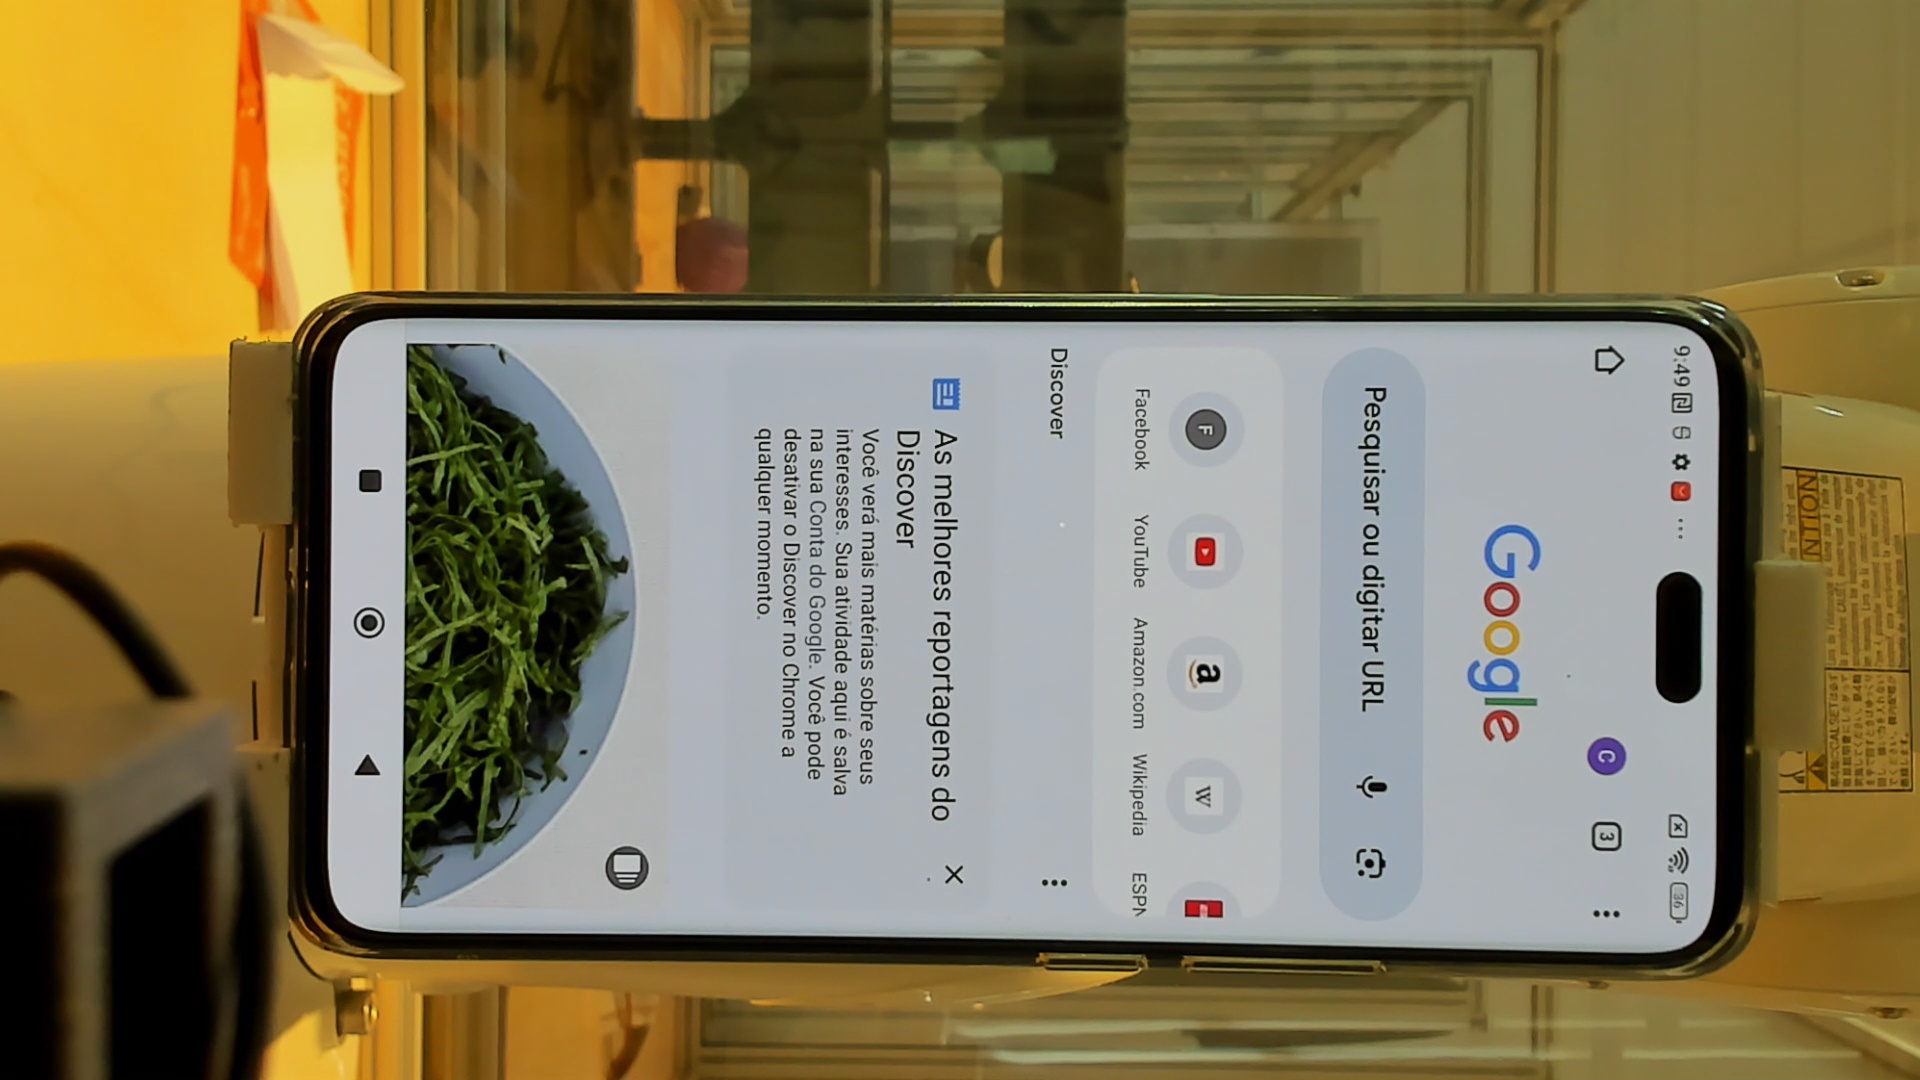 9:49
36
C
3
Google
Pesquisar ou digitar URL
F
a
W
Facebook YouTube Amazon.com Wikipedia ESPN
Discover
As melhores reportagens do
Discover
Você verá mais matérias sobre seus
interesses. Sua atividade aqui é salva
na sua Conta do Google. Você pode
desativar o Discover no Chrome a
qualquer momento.